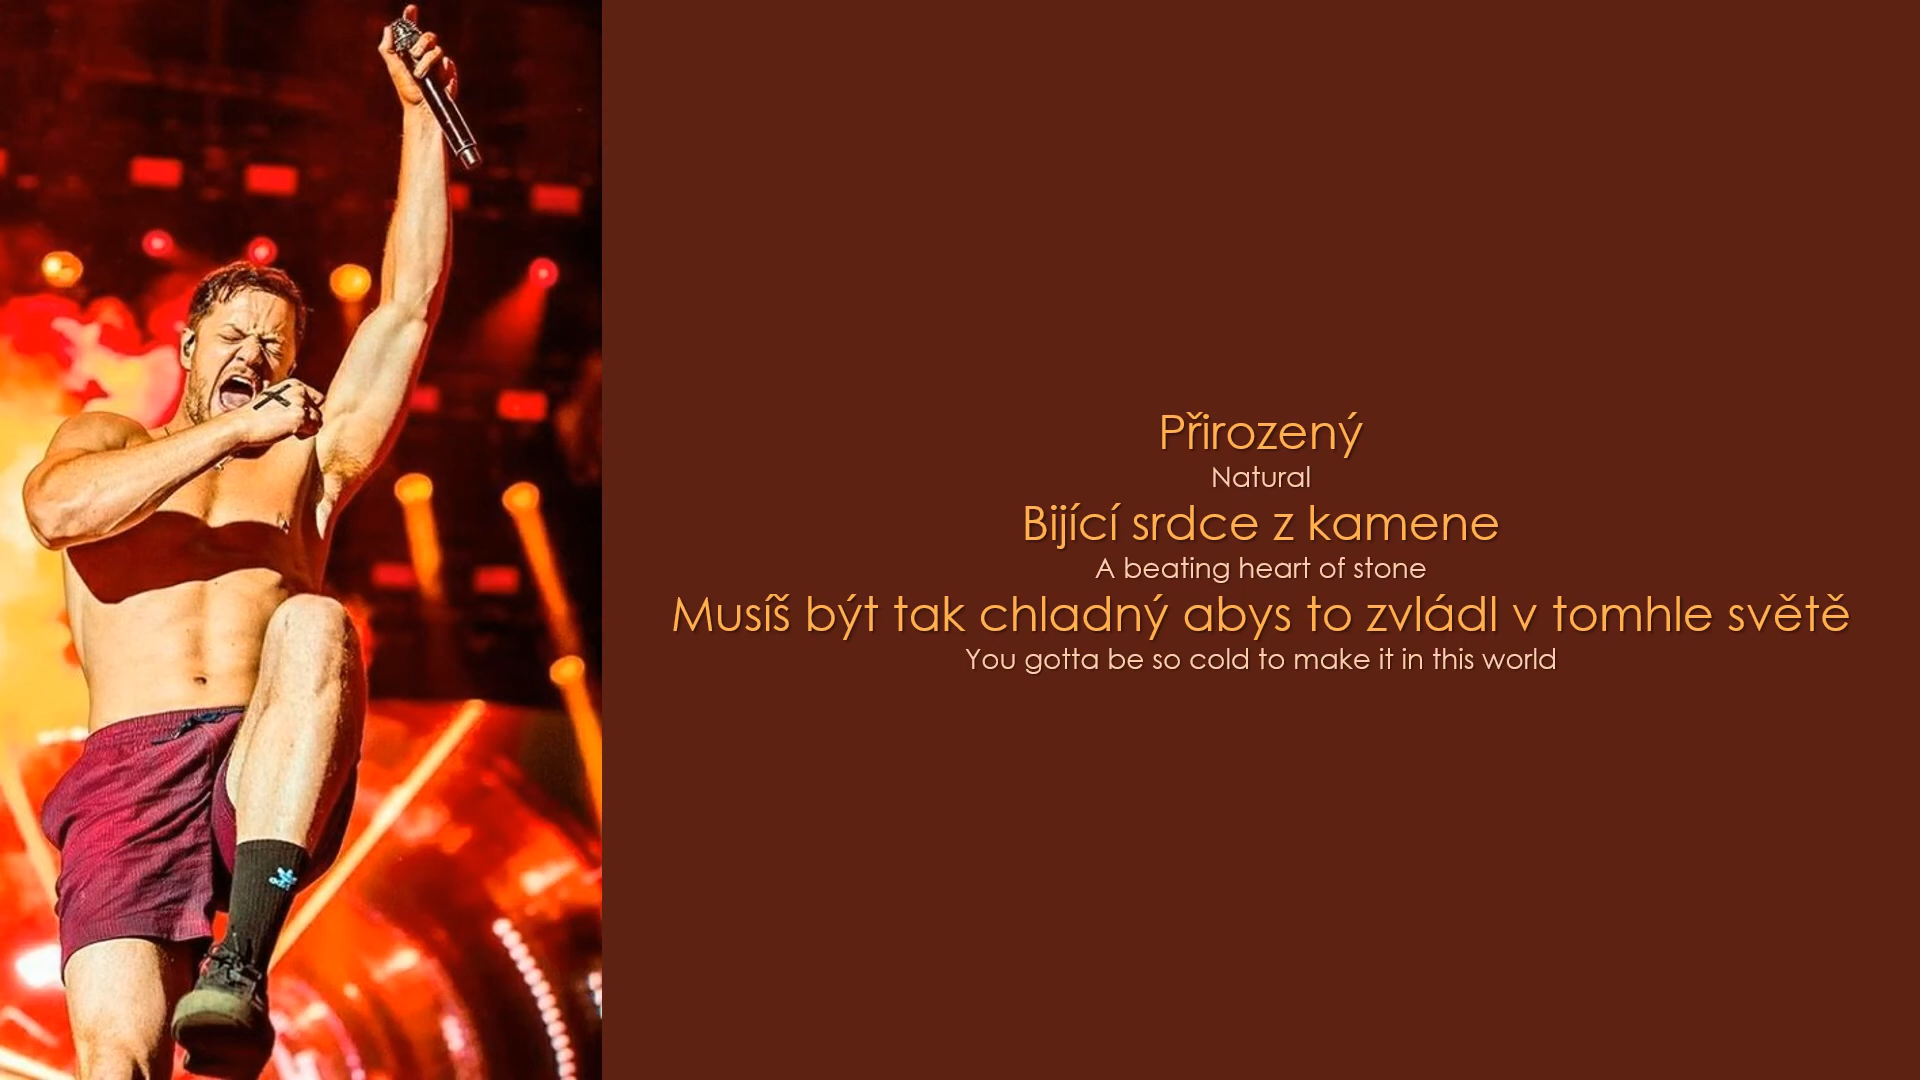 Přirozený
Natural
Bijící srdce z kamene
A beating heart of stone
Musíš být tak chladný abys to zvládl v tomhle světě
You gotta be so cold to make it in this world